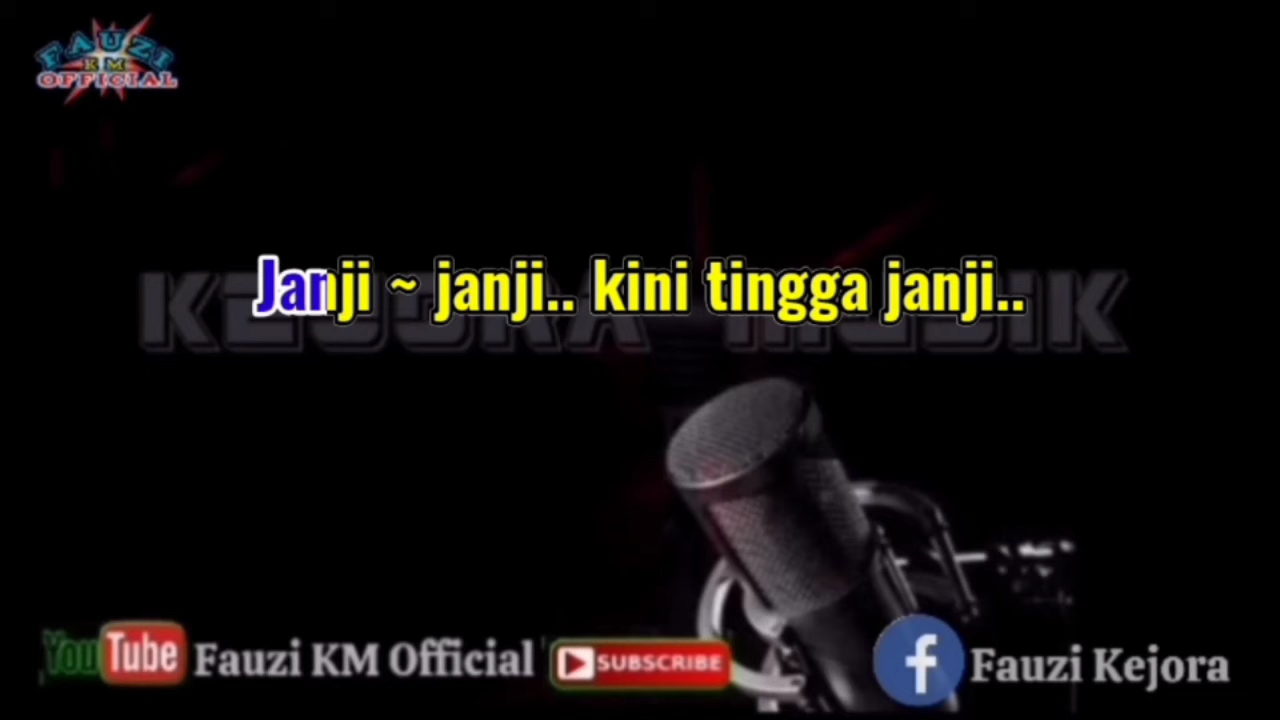 FAUZI
KM
OFFICIAL
Janji ~ janji.. kini tingga janji..
KEJORA MUSIK
YouTube Fauzi KM Official SUBSCRIBE f Fauzi Kejora